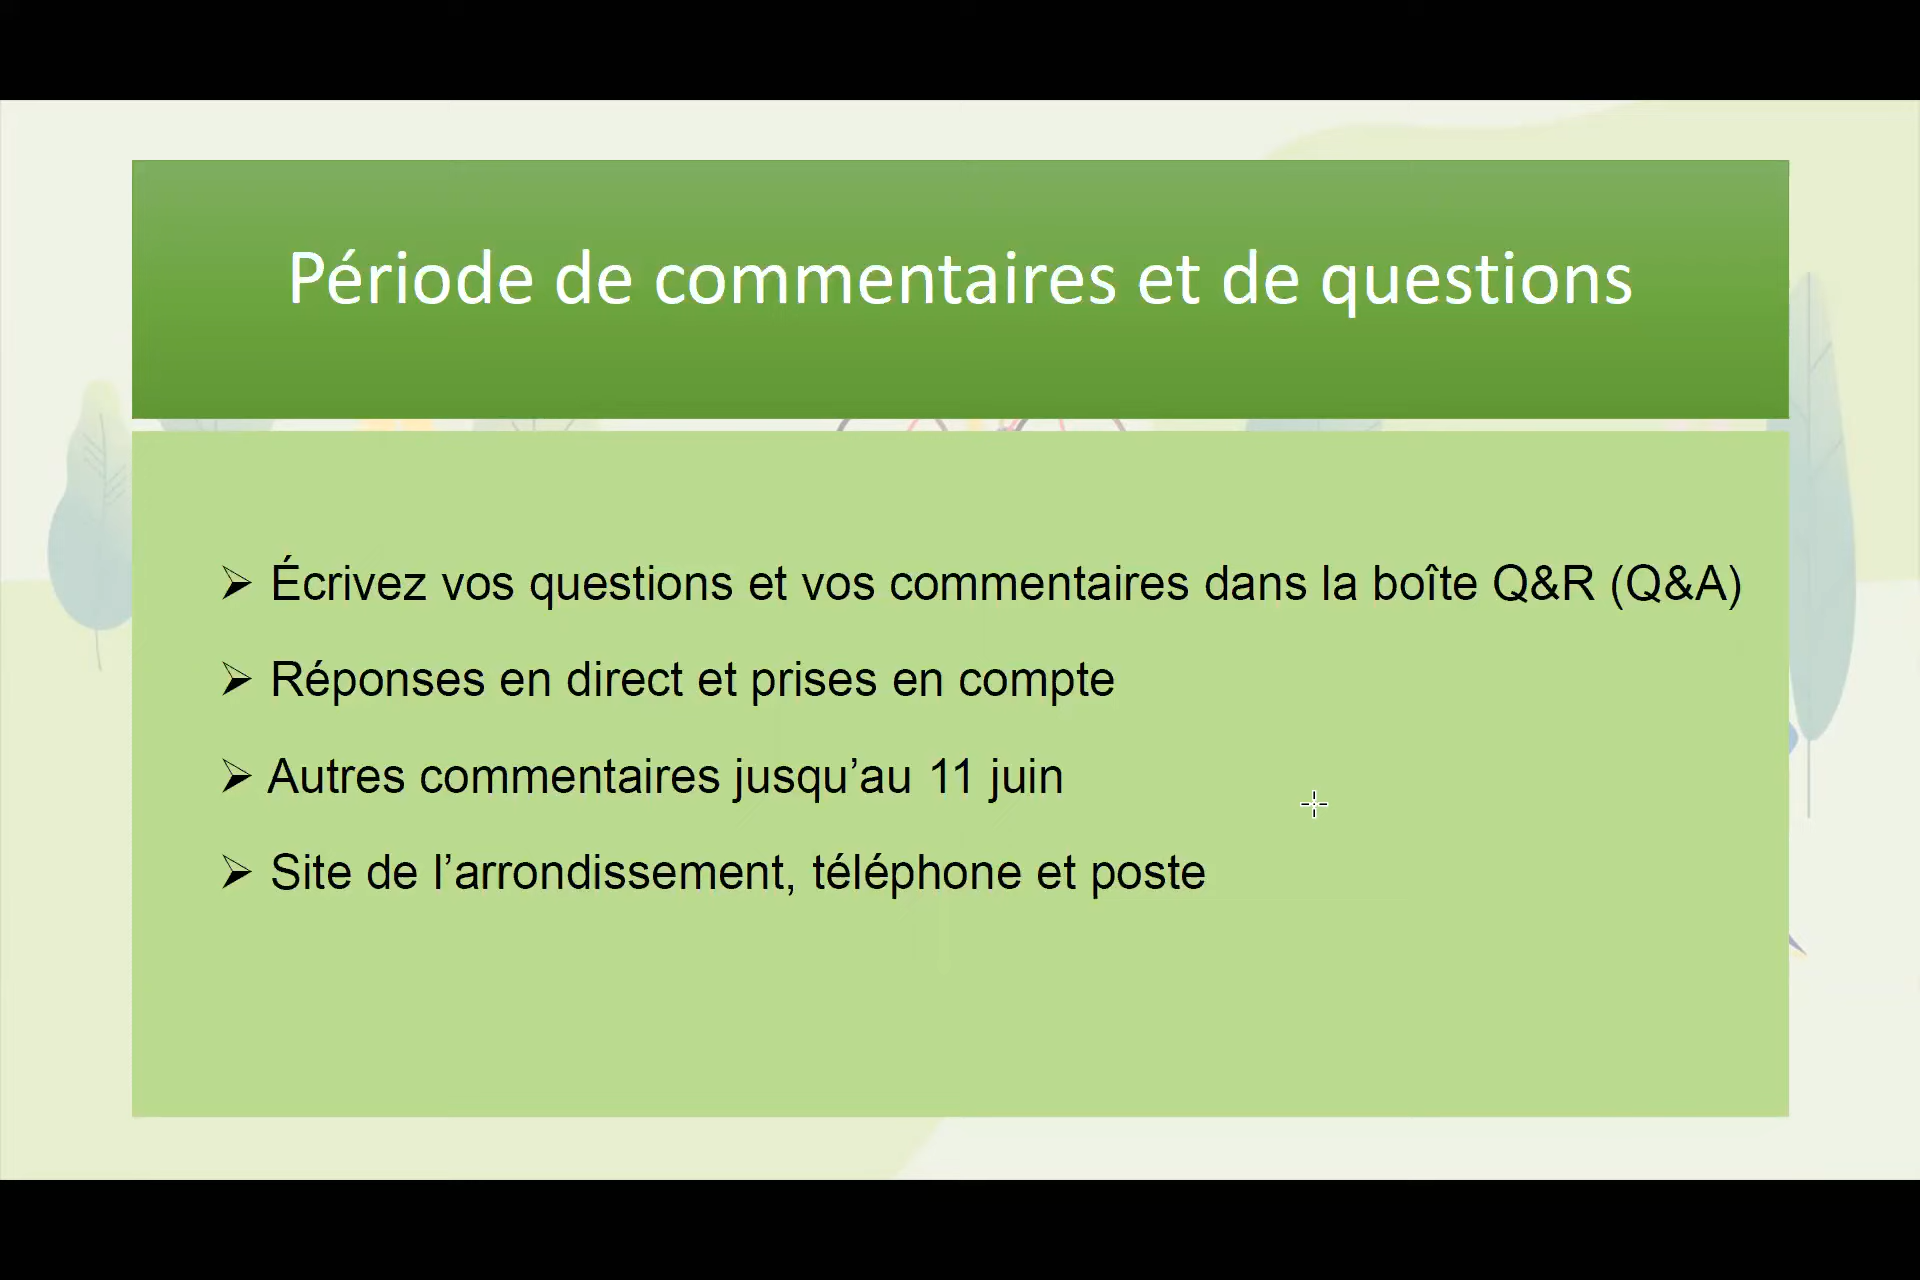 Période de commentaires et de questions
➢ Écrivez vos questions et vos commentaires dans la boîte Q&R (Q&A)
➢ Réponses en direct et prises en compte
➢ Autres commentaires jusqu’au 11 juin
➢ Site de l’arrondissement, téléphone et poste